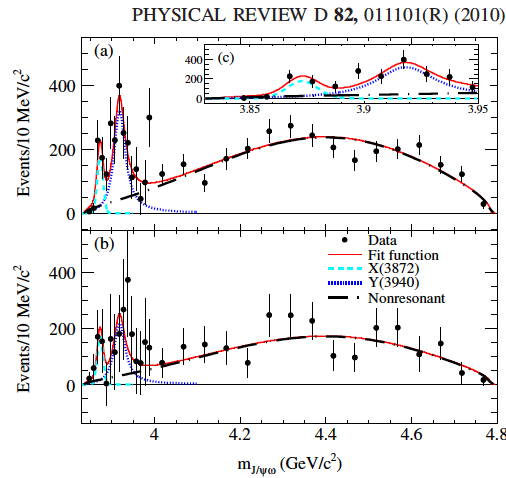 PHYSICAL REVIEW D 82, 011101(R) (2010)
(a)
(c)
400
200
0
3.85
3.9
3.95
Events/10 MeV/c²
400
200
0
(b)
Data
Fit function
X(3872)
Y(3940)
Nonresonant
Events/10 MeV/c²
400
200
0
4
4.2
4.4
4.6
4.8
m_{J/ψω} (GeV/c²)